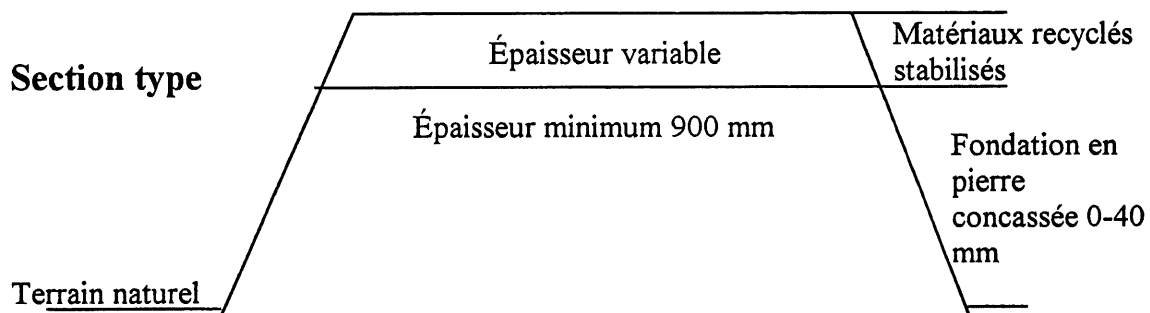 Section type
Épaisseur variable
Matériaux recyclés
stabilisés
Épaisseur minimum 900 mm
Fondation en
pierre
concassée 0-40
mm
Terrain naturel